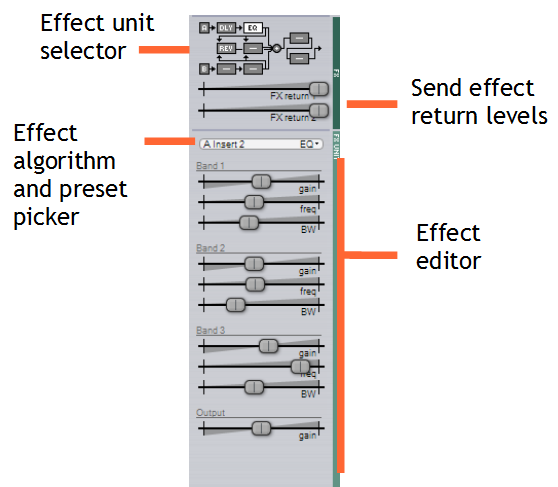 Effect unit
selector
A DLY EQ
REV
B
FX
FX return 1
FX return 2
Send effect
return levels
Effect
algorithm
and preset
picker
A Insert 2 EQ
FX UNIT
Band 1
gain
freq
BW
Band 2
gain
freq
BW
Effect
editor
Band 3
gain
freq
BW
Output
gain